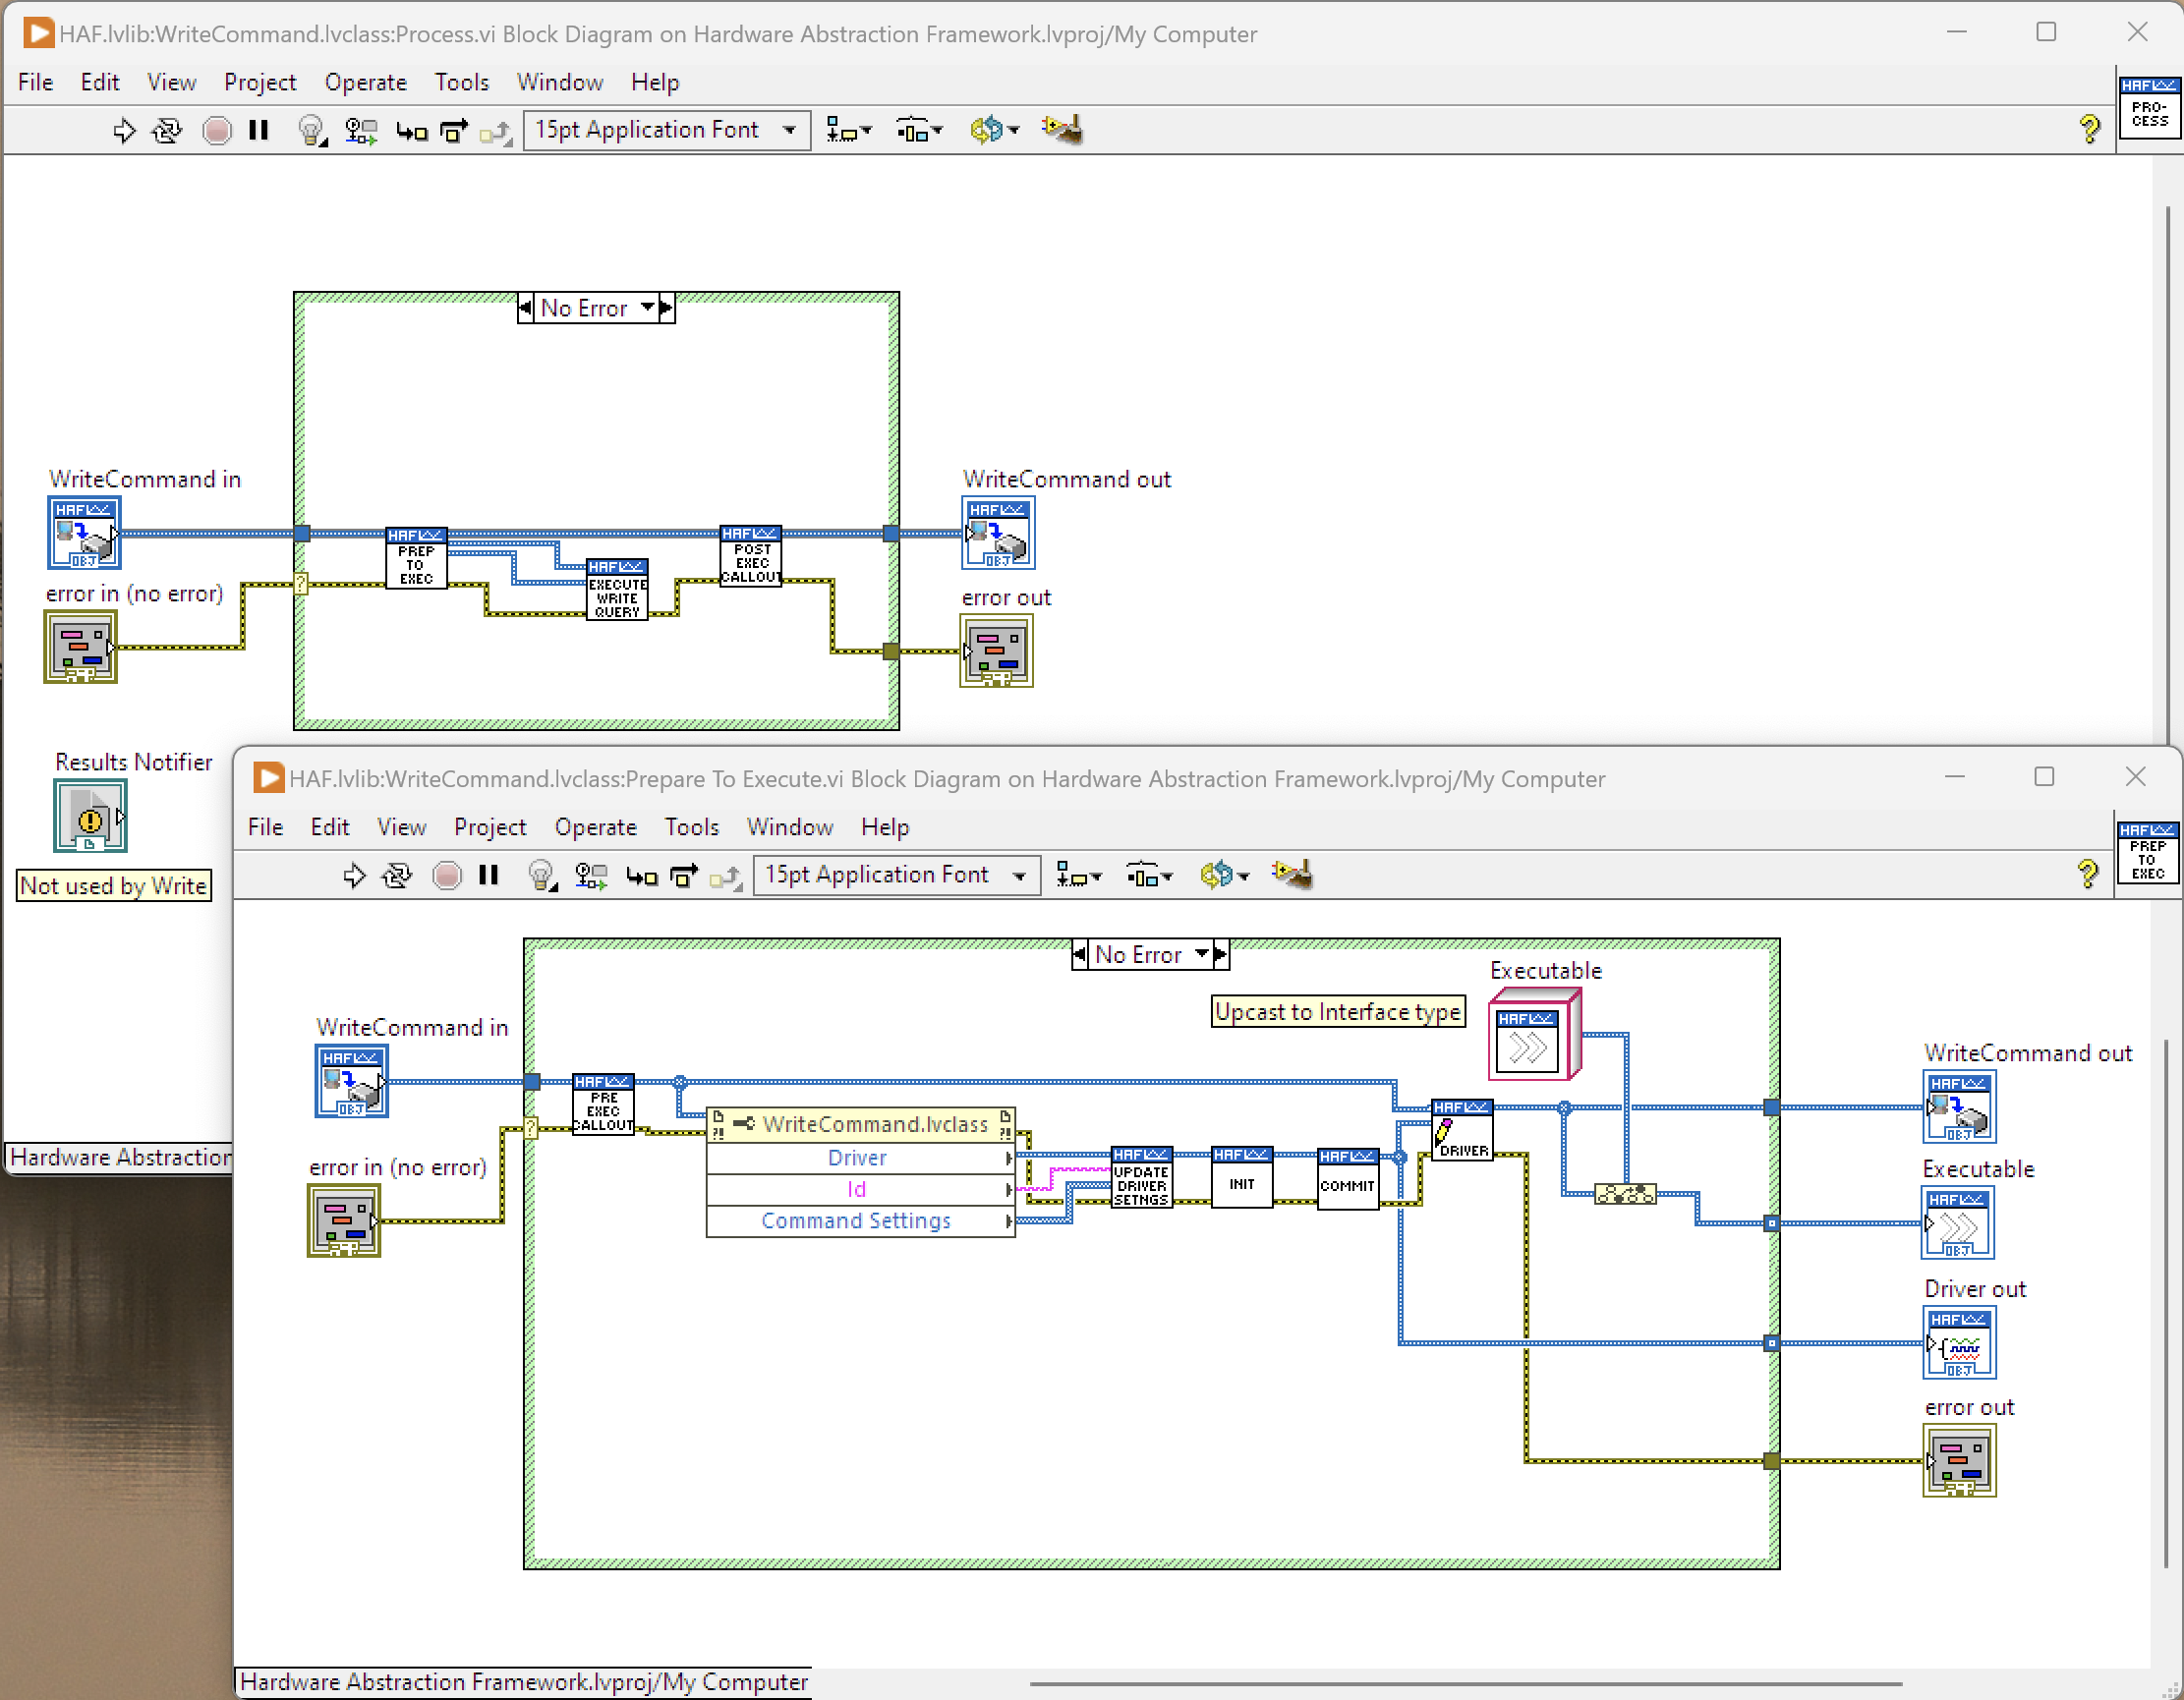 HAF.lvlib:WriteCommand.lvclass:Process.vi Block Diagram on Hardware Abstraction Framework.lvproj/My Computer
File Edit View Project Operate Tools Window Help
15pt Application Font
HAF
PRO-
CESS
No Error
WriteCommand in
HAF
OBJ
error in (no error)
HAF
PREP
TO
EXEC
HAF
EXECUTE
WRITE
QUERY
HAF
POST
EXEC
CALLOUT
WriteCommand out
HAF
OBJ
error out
Results Notifier
Not used by Write
Hardware Abstraction
HAF.lvlib:WriteCommand.lvclass:Prepare To Execute.vi Block Diagram on Hardware Abstraction Framework.lvproj/My Computer
File Edit View Project Operate Tools Window Help
15pt Application Font
HAF
PREP
TO
EXEC
No Error
Upcast to Interface type
Executable
HAF
WriteCommand in
HAF
OBJ
error in (no error)
HAF
PRE
EXEC
CALLOUT
WriteCommand.lvclass
Driver
Id
Command Settings
HAF
UPDATE
DRIVER
SETNGS
HAF
INIT
HAF
COMMIT
HAF
DRIVER
WriteCommand out
HAF
OBJ
Executable
HAF
OBJ
Driver out
HAF
OBJ
error out
Hardware Abstraction Framework.lvproj/My Computer